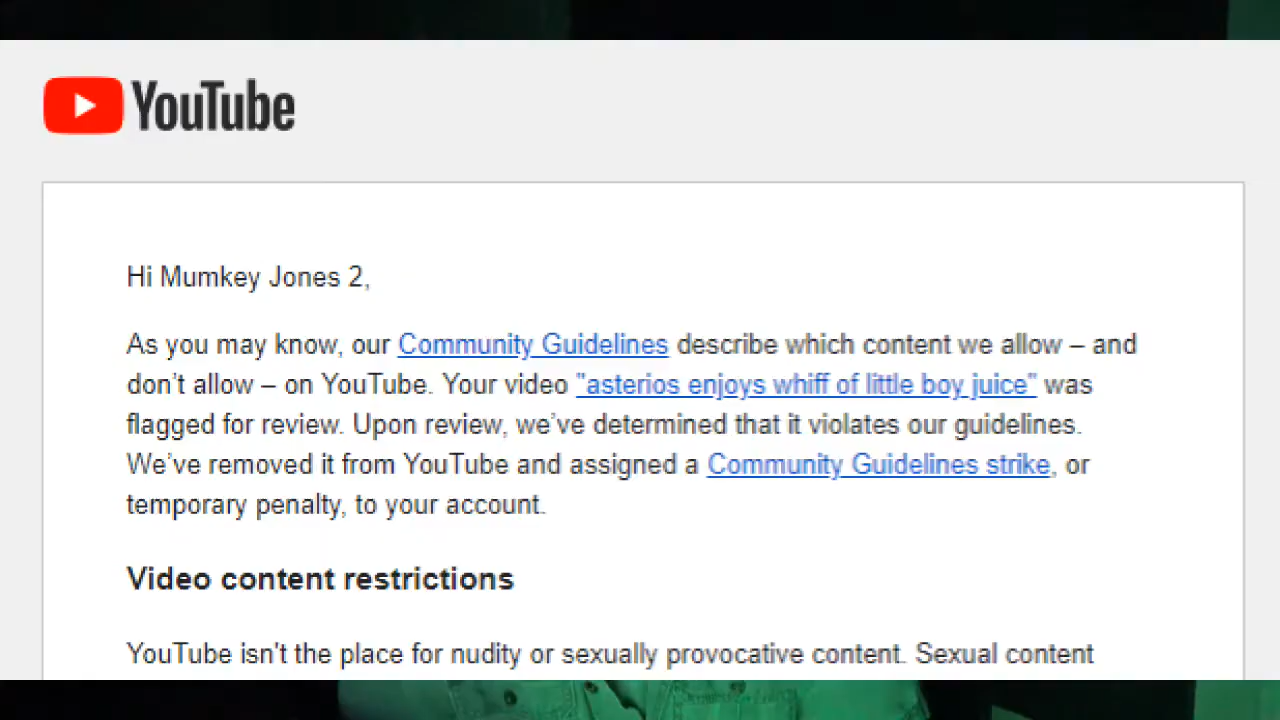 YouTube
Hi Mumkey Jones 2,
As you may know, our Community Guidelines describe which content we allow – and
don’t allow – on YouTube. Your video "asterios enjoys whiff of little boy juice" was
flagged for review. Upon review, we’ve determined that it violates our guidelines.
We’ve removed it from YouTube and assigned a Community Guidelines strike, or
temporary penalty, to your account.
Video content restrictions
YouTube isn't the place for nudity or sexually provocative content. Sexual content